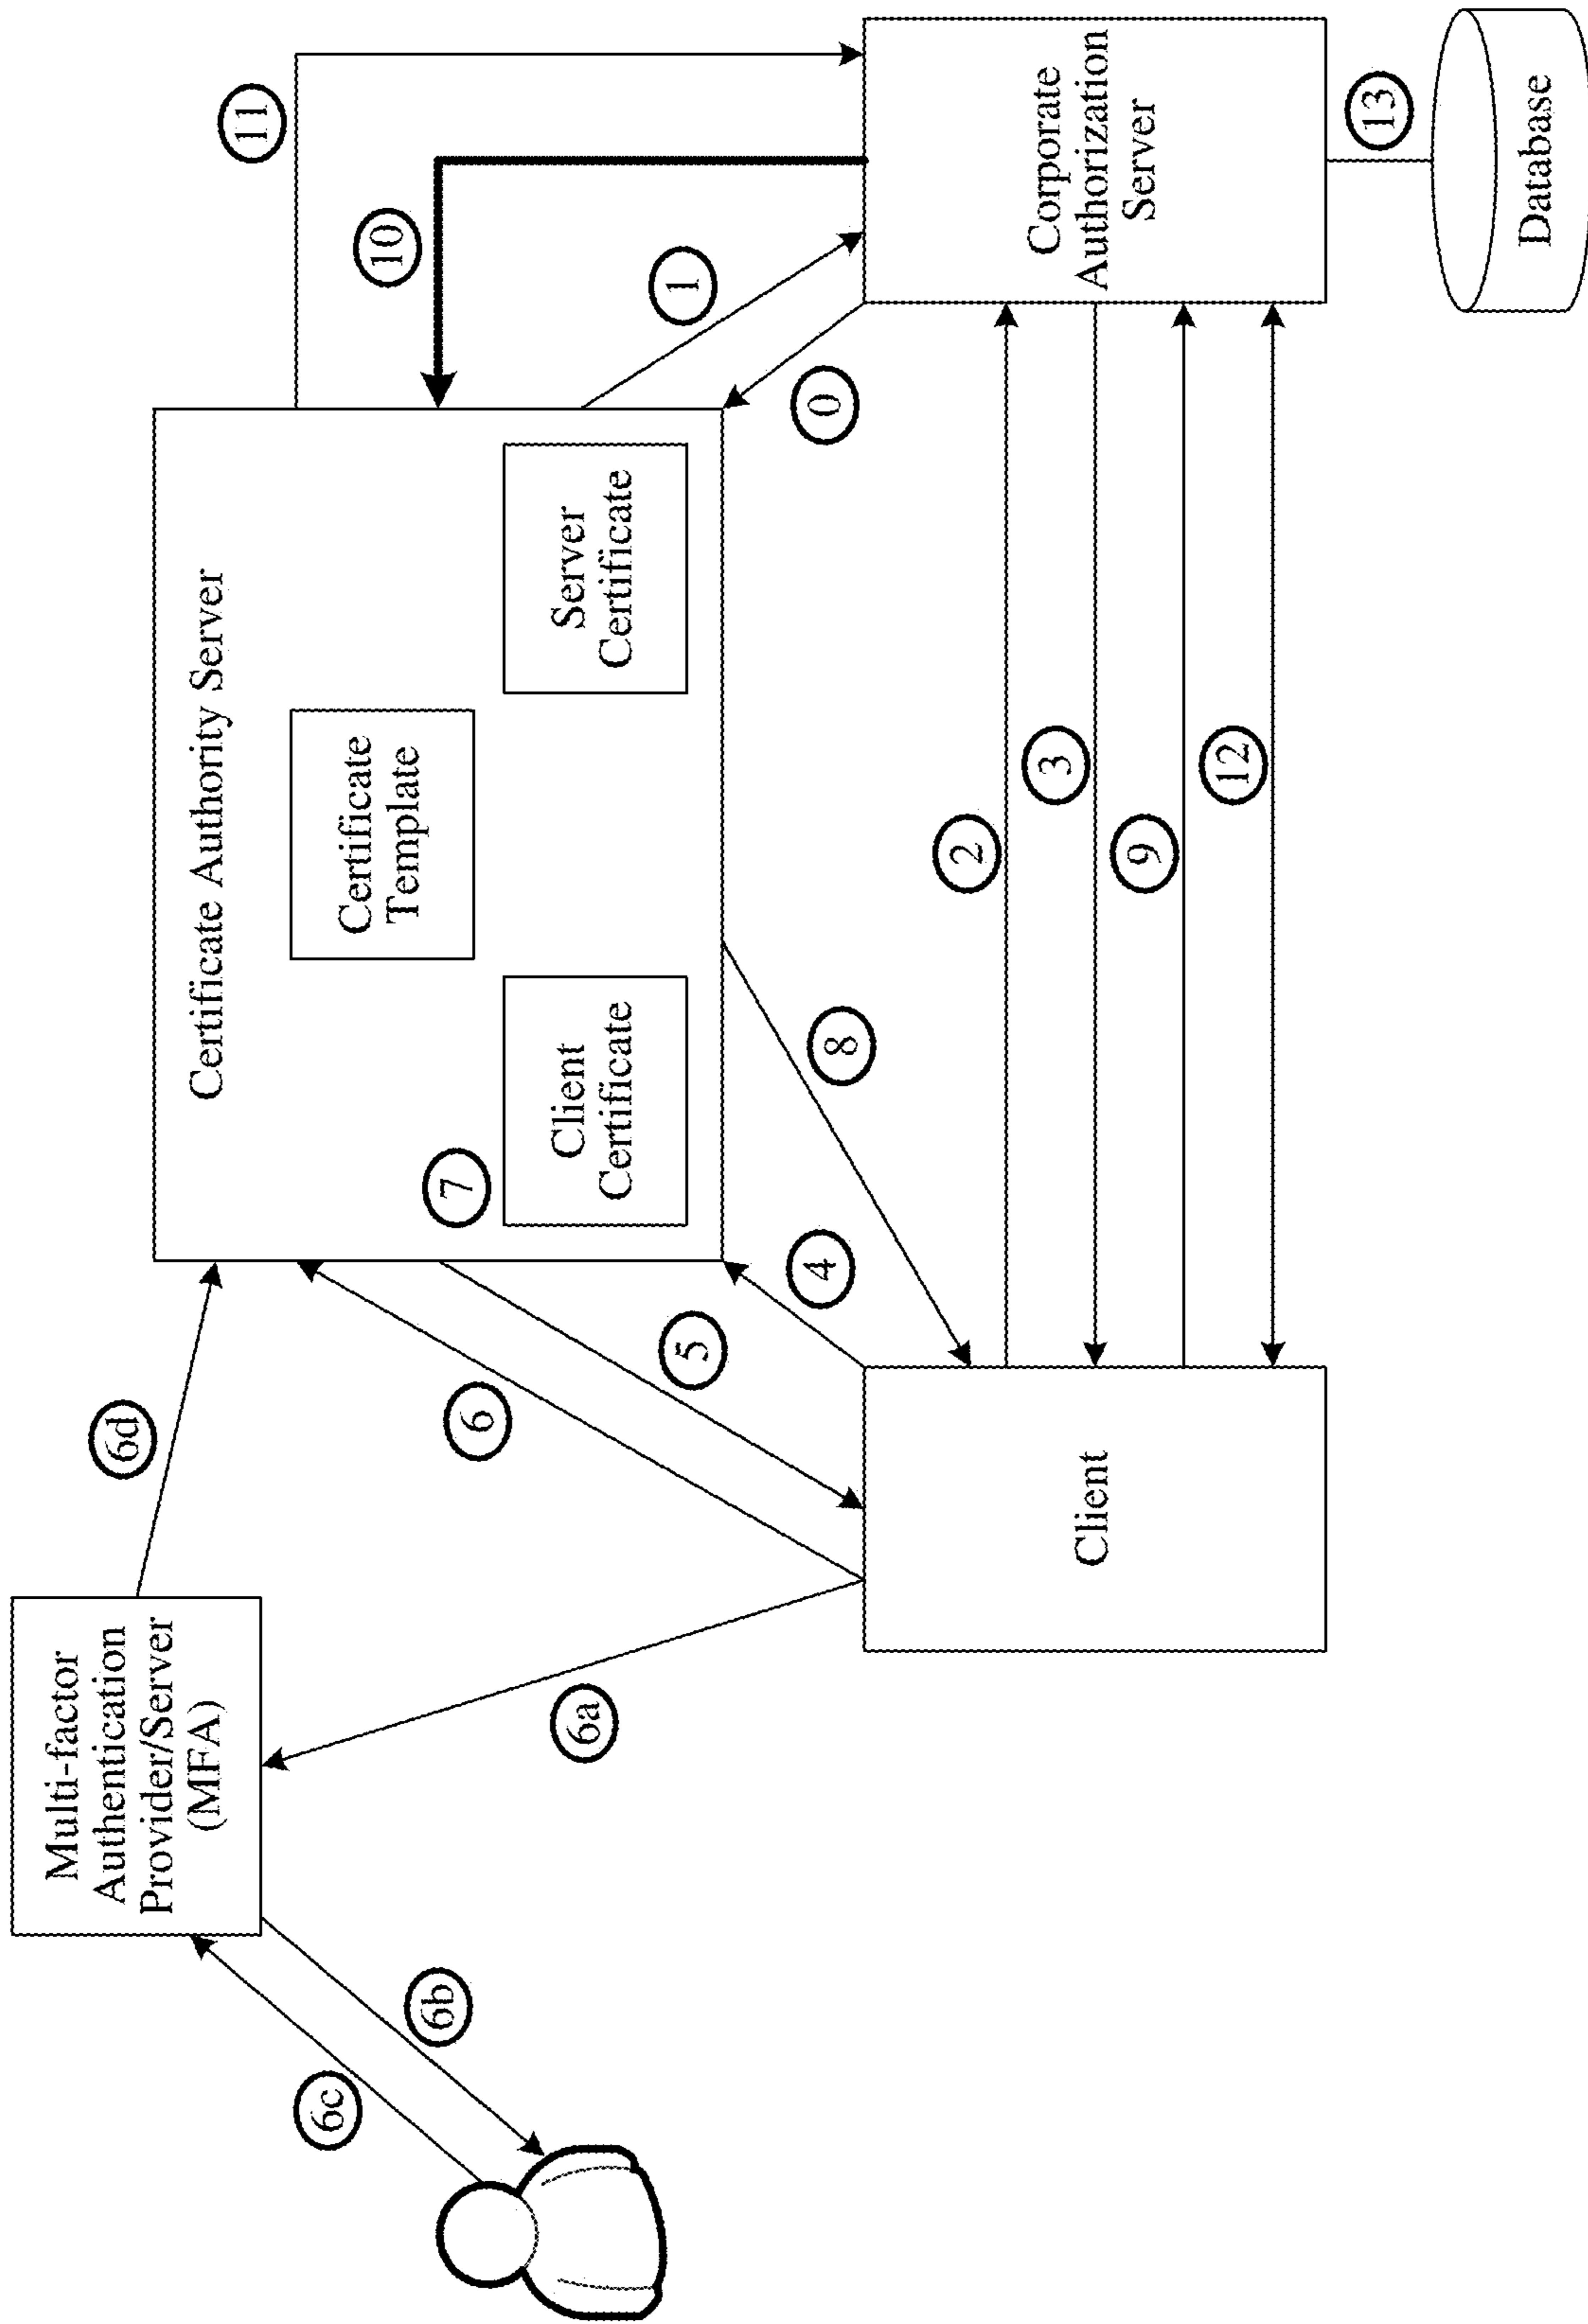 Multi-factor
Authentication
Provider/Server
(MFA)
6d
6c
6b
6a
6
5
4
Certificate Authority Server
Certificate
Template
7
Client
Certificate
Server
Certificate
11
10
1
0
8
Client
2
3
9
12
Corporate
Authorization
Server
13
Database